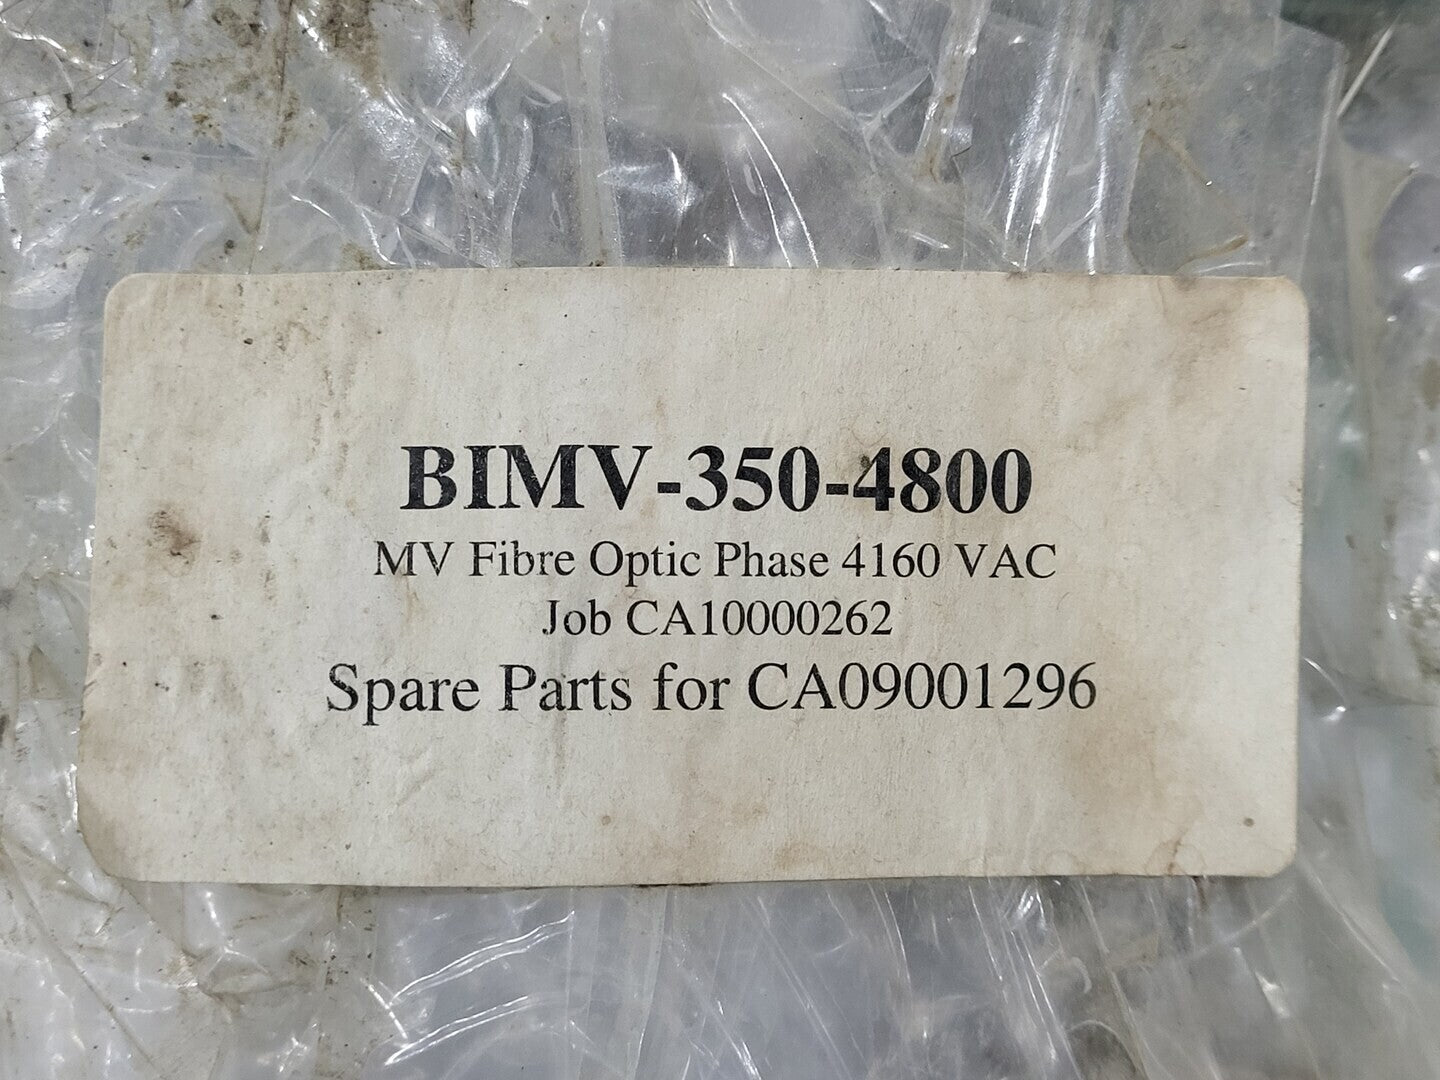 BIMV-350-4800
MV Fibre Optic Phase 4160 VAC
Job CA10000262
Spare Parts for CA09001296